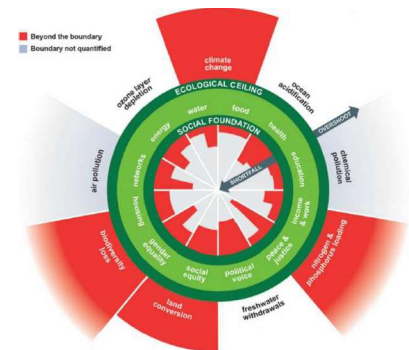 Beyond the boundary
Boundary not quantified
climate
change
ocean
acidification
chemical
pollution
nitrogen &
phosphorus loading
freshwater
withdrawals
land
conversion
biodiversity
loss
air pollution
ozone layer
depletion
ECOLOGICAL CEILING
OVERSHOOT
water
food
health
education
income
& work
peace &
justice
political
voice
social
equity
gender
equality
housing
networks
energy
SOCIAL FOUNDATION
SHORTFALL